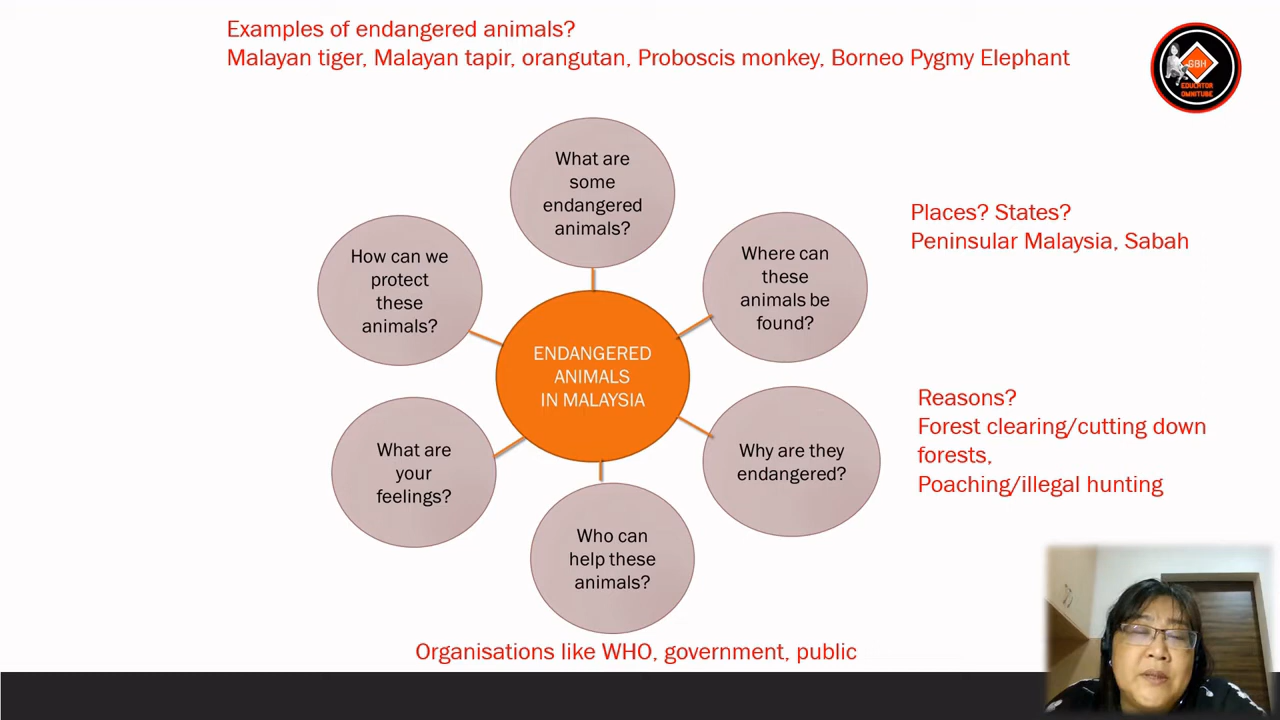 Examples of endangered animals?
Malayan tiger, Malayan tapir, orangutan, Proboscis monkey, Borneo Pygmy Elephant
GBH
EDUCATOR
OMNITUBE
What are
some
endangered
animals?
How can we
protect
these
animals?
Where can
these
animals be
found?
Places? States?
Peninsular Malaysia, Sabah
ENDANGERED
ANIMALS
IN MALAYSIA
What are
your
feelings?
Why are they
endangered?
Reasons?
Forest clearing/cutting down
forests,
Poaching/illegal hunting
Who can
help these
animals?
Organisations like WHO, government, public